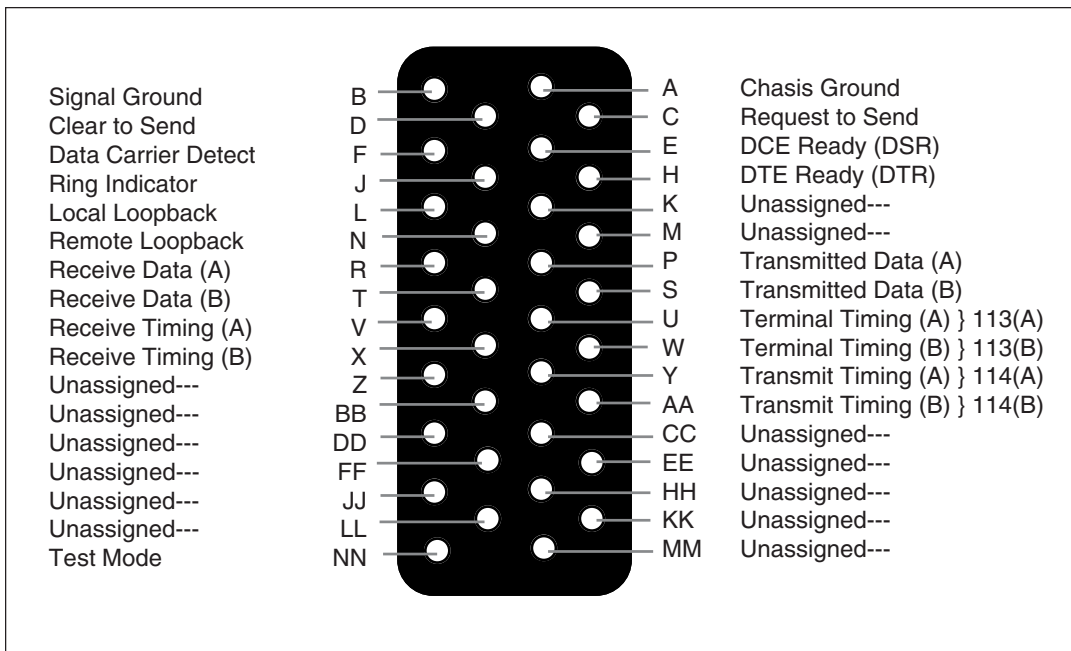 Signal Ground B A Chasis Ground
Clear to Send D C Request to Send
Data Carrier Detect F E DCE Ready (DSR)
Ring Indicator J H DTE Ready (DTR)
Local Loopback L K Unassigned---
Remote Loopback N M Unassigned---
Receive Data (A) R P Transmitted Data (A)
Receive Data (B) T S Transmitted Data (B)
Receive Timing (A) V U Terminal Timing (A) } 113(A)
Receive Timing (B) X W Terminal Timing (B) } 113(B)
Unassigned--- Z Y Transmit Timing (A) } 114(A)
Unassigned--- BB AA Transmit Timing (B) } 114(B)
Unassigned--- DD CC Unassigned---
Unassigned--- FF EE Unassigned---
Unassigned--- JJ HH Unassigned---
Unassigned--- LL KK Unassigned---
Test Mode NN MM Unassigned---